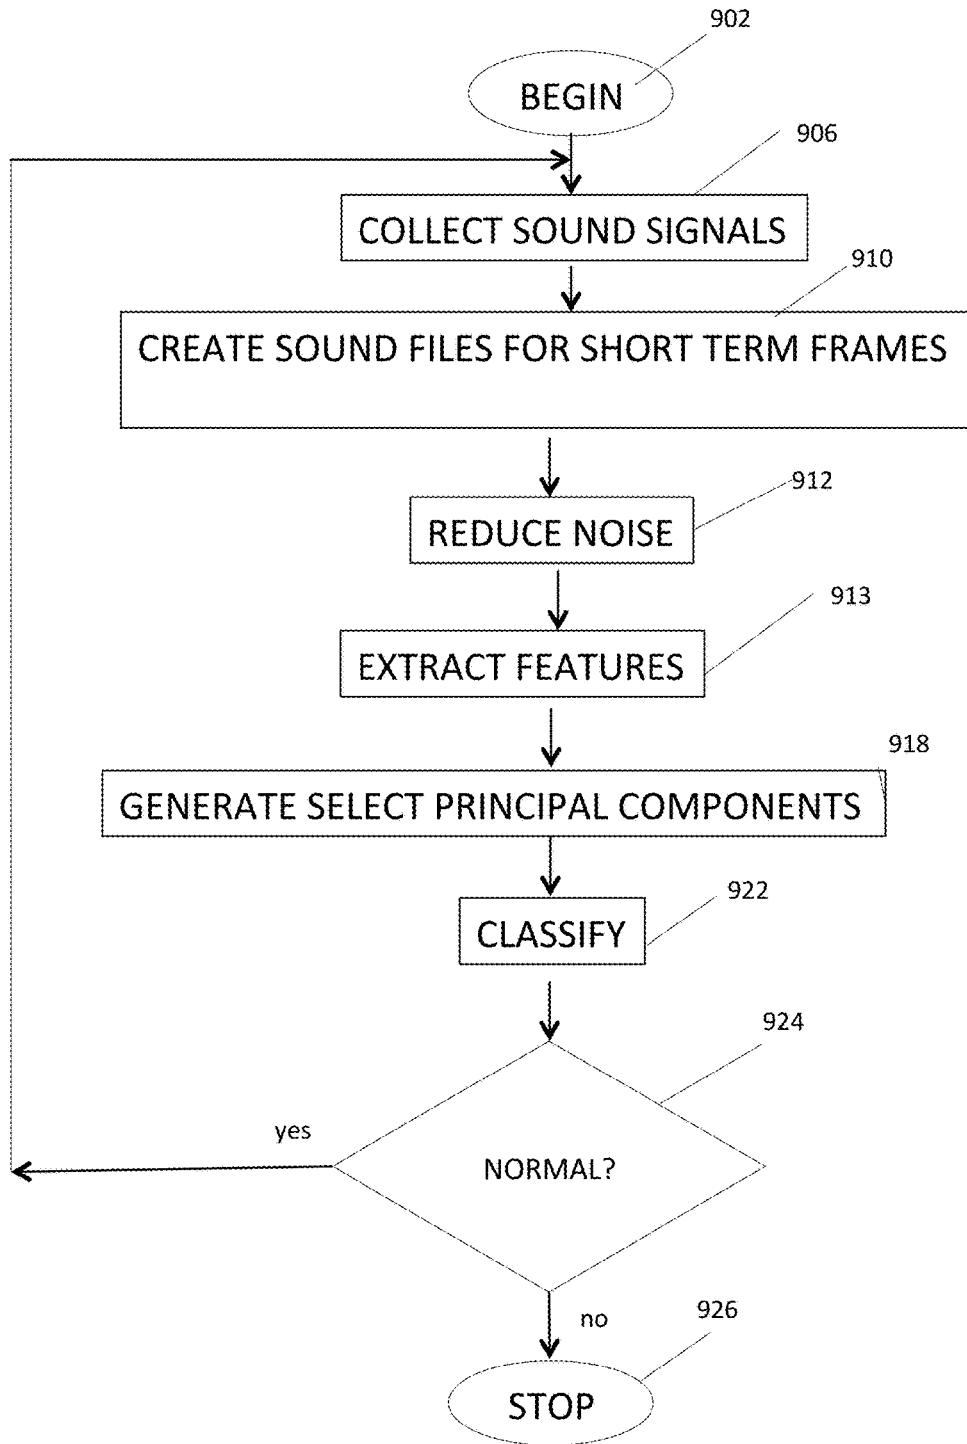 902
BEGIN
906
COLLECT SOUND SIGNALS
910
CREATE SOUND FILES FOR SHORT TERM FRAMES
912
REDUCE NOISE
913
EXTRACT FEATURES
918
GENERATE SELECT PRINCIPAL COMPONENTS
922
CLASSIFY
924
yes
NORMAL?
no
926
STOP